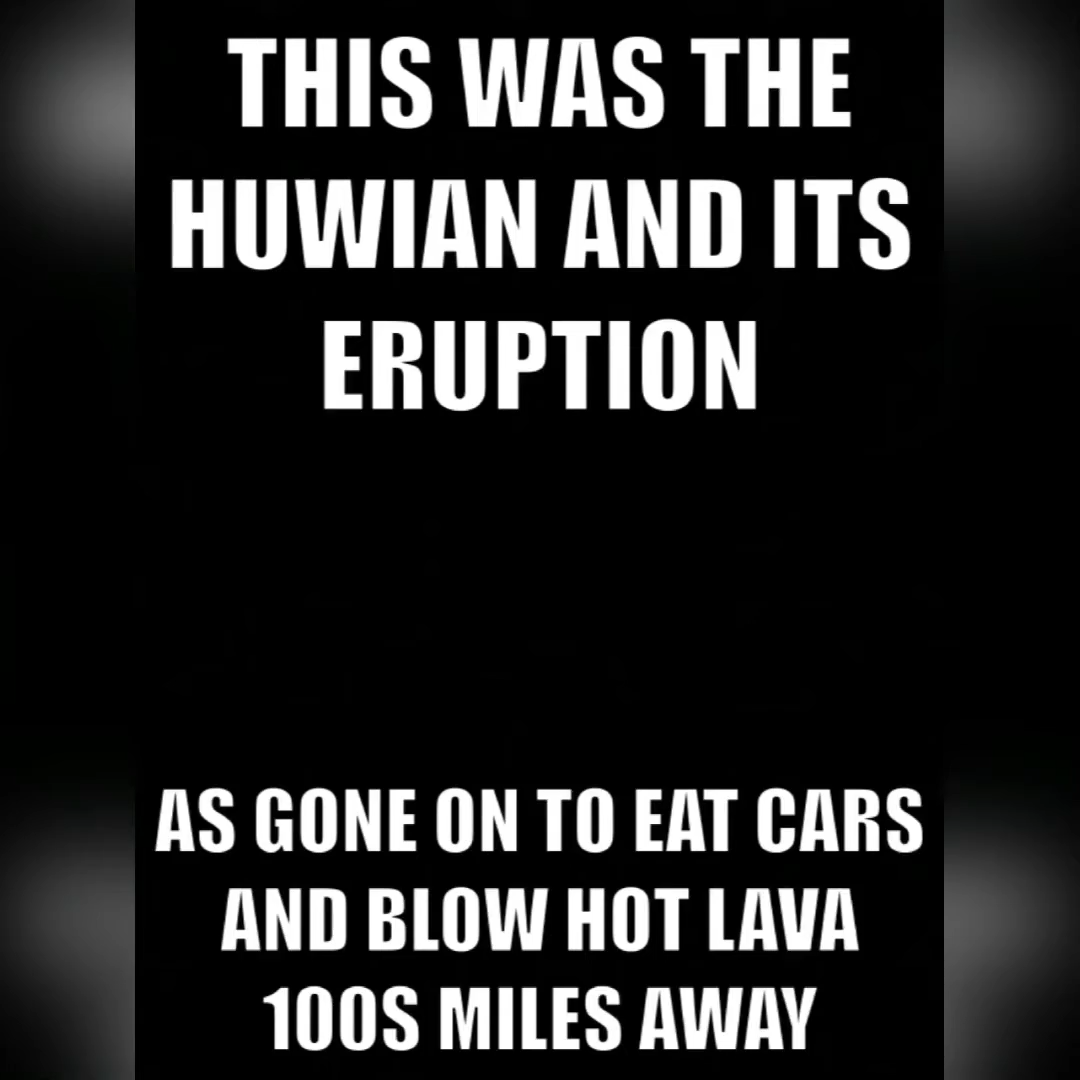 THIS WAS THE
HUWIAN AND ITS
ERUPTION
AS GONE ON TO EAT CARS
AND BLOW HOT LAVA
100S MILES AWAY